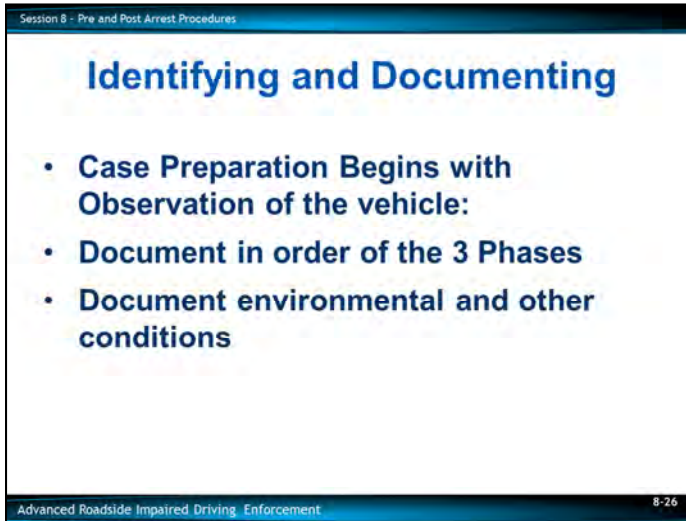 Session 8 - Pre and Post Arrest Procedures
Identifying and Documenting
• Case Preparation Begins with
Observation of the vehicle:
• Document in order of the 3 Phases
• Document environmental and other
conditions
Advanced Roadside Impaired Driving Enforcement
8-26